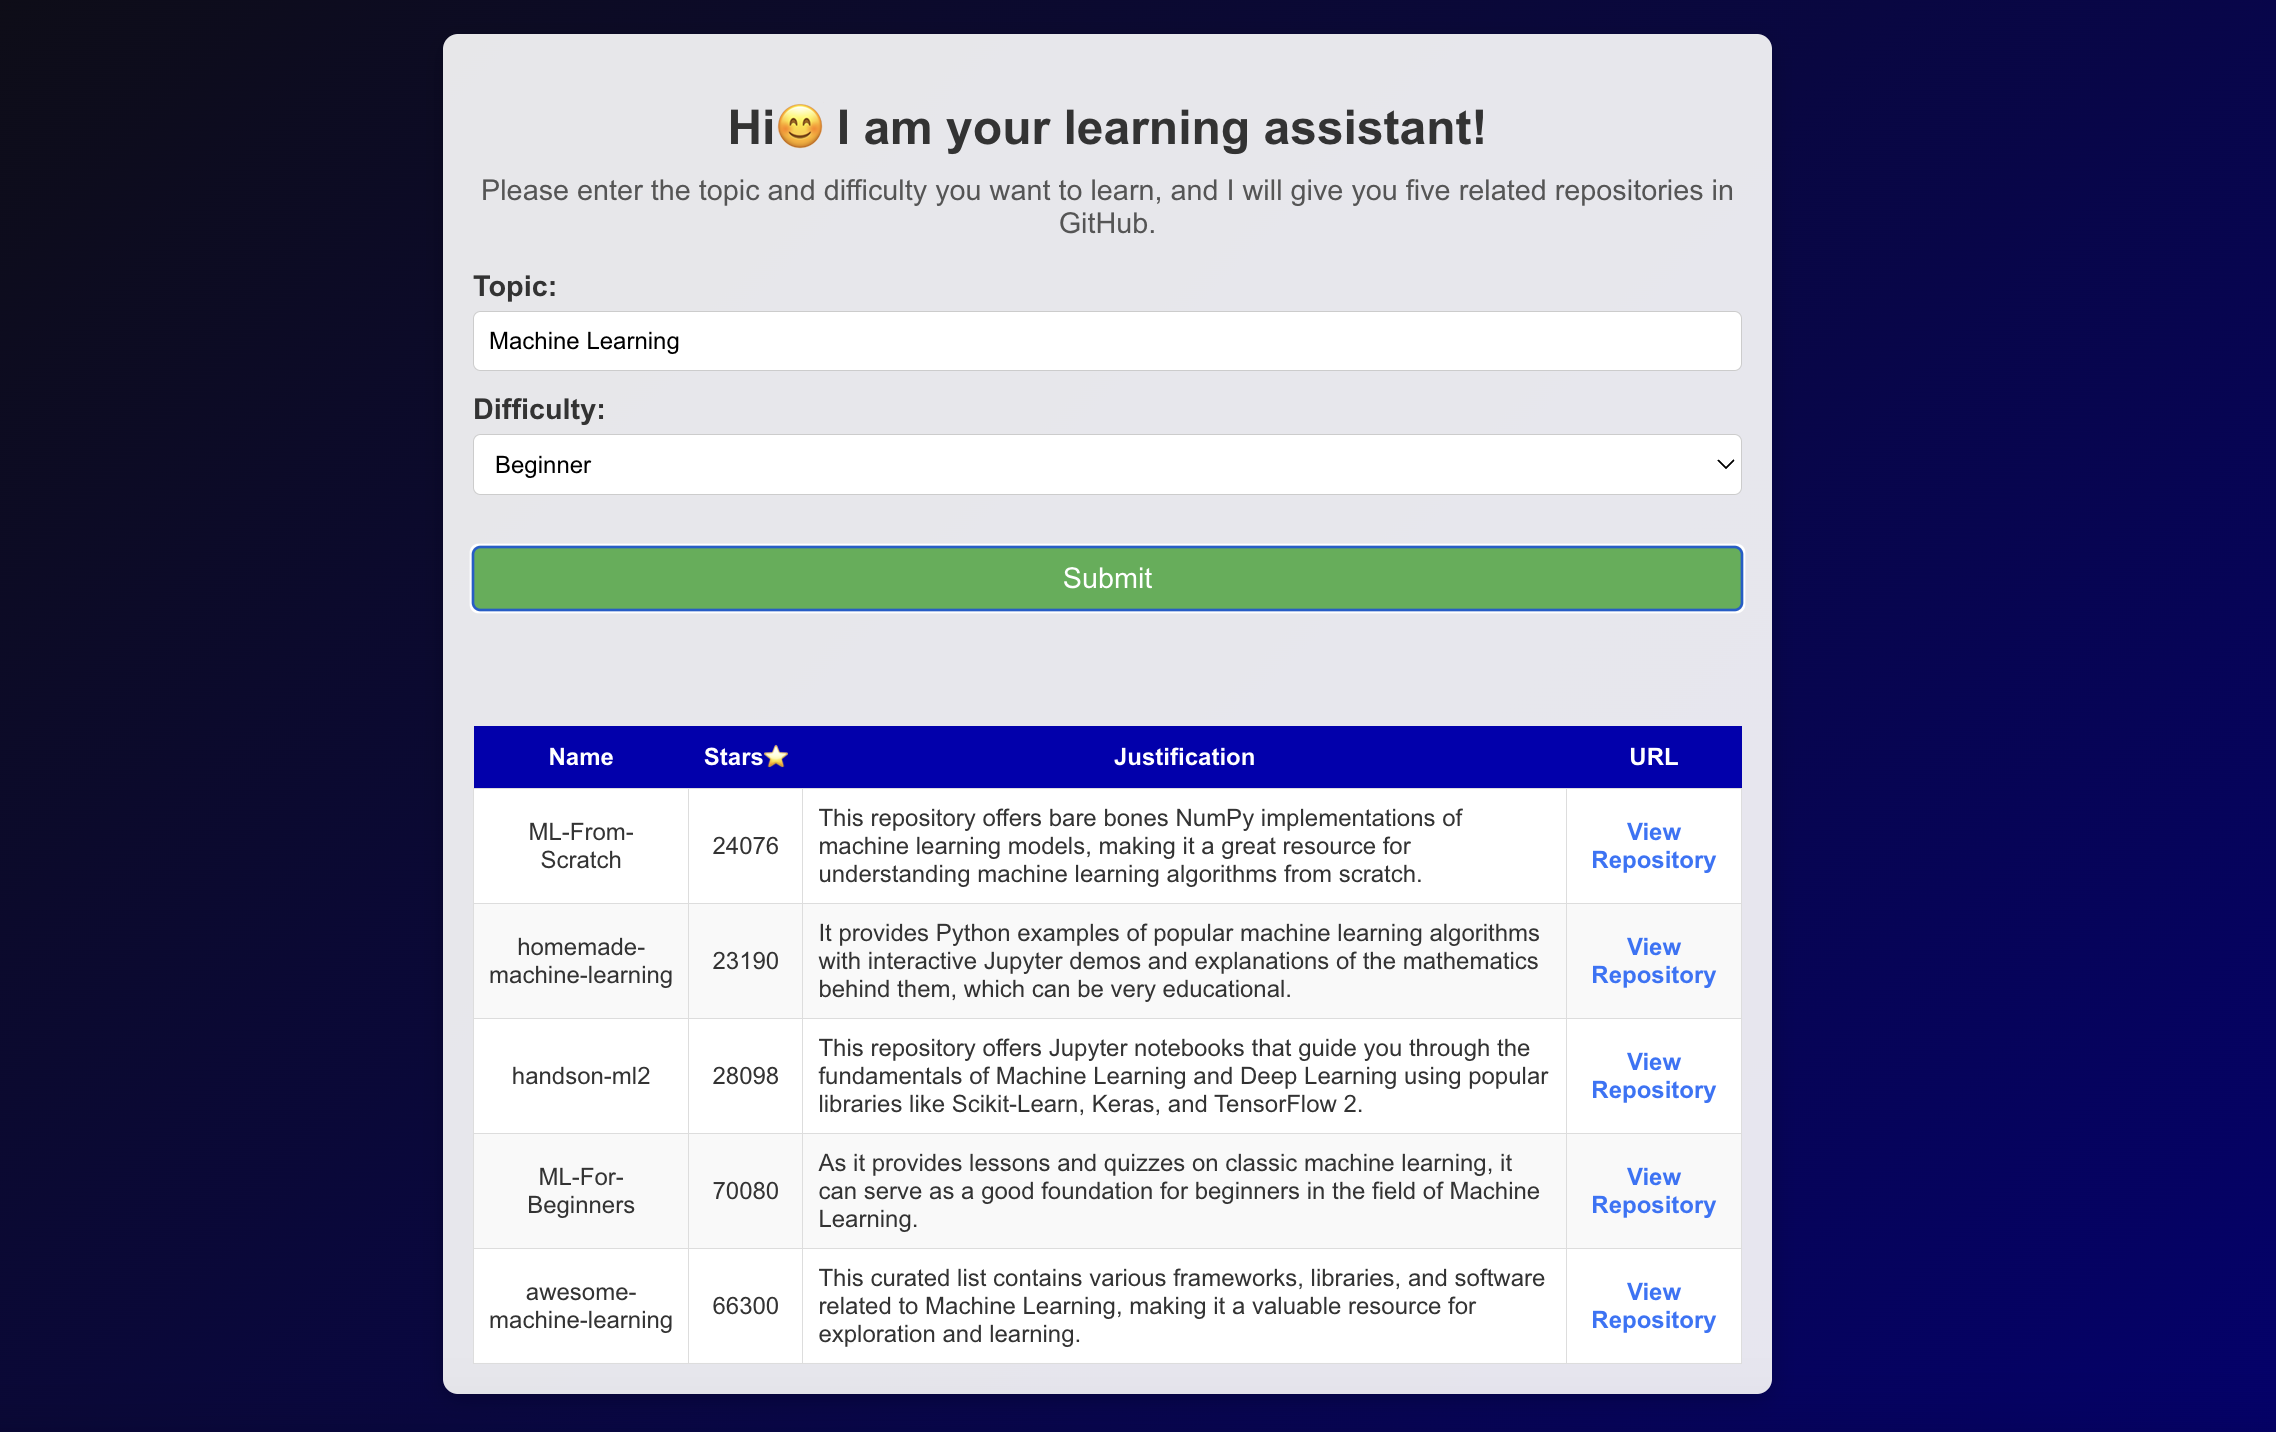 Hi😊 I am your learning assistant!
Please enter the topic and difficulty you want to learn, and I will give you five related repositories in
GitHub.
Topic:
Machine Learning
Difficulty:
Beginner
Submit
Name Stars⭐ Justification URL
ML-From-
Scratch
24076
This repository offers bare bones NumPy implementations of
machine learning models, making it a great resource for
understanding machine learning algorithms from scratch.
View
Repository
homemade-
machine-learning
23190
It provides Python examples of popular machine learning algorithms
with interactive Jupyter demos and explanations of the mathematics
behind them, which can be very educational.
View
Repository
handson-ml2
28098
This repository offers Jupyter notebooks that guide you through the
fundamentals of Machine Learning and Deep Learning using popular
libraries like Scikit-Learn, Keras, and TensorFlow 2.
View
Repository
ML-For-
Beginners
70080
As it provides lessons and quizzes on classic machine learning, it
can serve as a good foundation for beginners in the field of Machine
Learning.
View
Repository
awesome-
machine-learning
66300
This curated list contains various frameworks, libraries, and software
related to Machine Learning, making it a valuable resource for
exploration and learning.
View
Repository